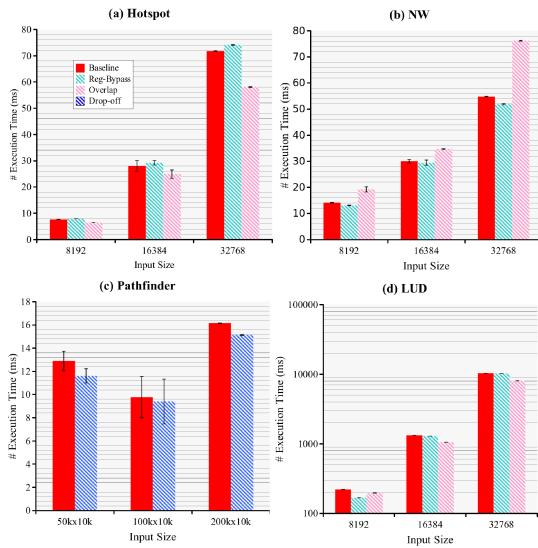 (a) Hotspot
# Execution Time (ms)
80
70
60
50
40
30
20
10
0
Baseline
Reg-Bypass
Overlap
Drop-off
8192 16384 32768
Input Size
(b) NW
# Execution Time (ms)
80
70
60
50
40
30
20
10
0
8192 16384 32768
Input Size
(c) Pathfinder
# Execution Time (ms)
18
16
14
12
10
8
6
4
2
0
50kx10k 100kx10k 200kx10k
Input Size
(d) LUD
# Execution Time (ms)
100000
10000
1000
100
8192 16384 32768
Input Size